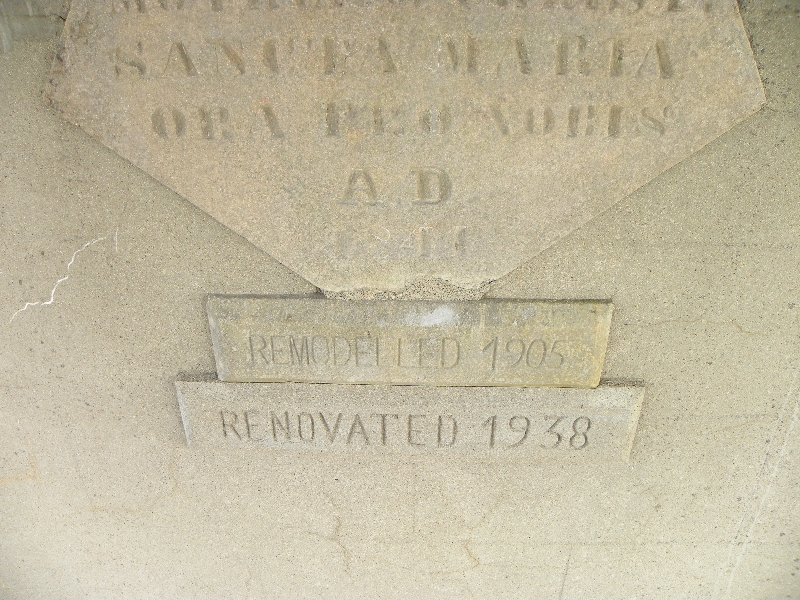 SANCTA MARIA
ORA PRO NOBIS
A D
REMODELLED 1905
RENOVATED 1938